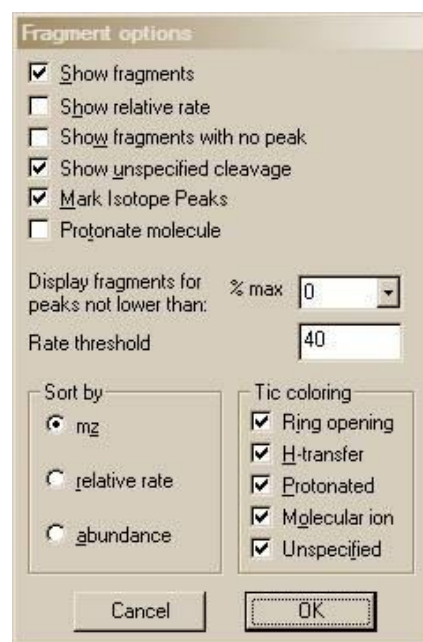 Fragment options
Show fragments
Show relative rate
Show fragments with no peak
Show unspecified cleavage
Mark Isotope Peaks
Protonate molecule
Display fragments for
peaks not lower than:
% max
0
Rate threshold
40
Sort by
mz
relative rate
abundance
Tic coloring
Ring opening
H-transfer
Protonated
Molecular ion
Unspecified
Cancel
OK